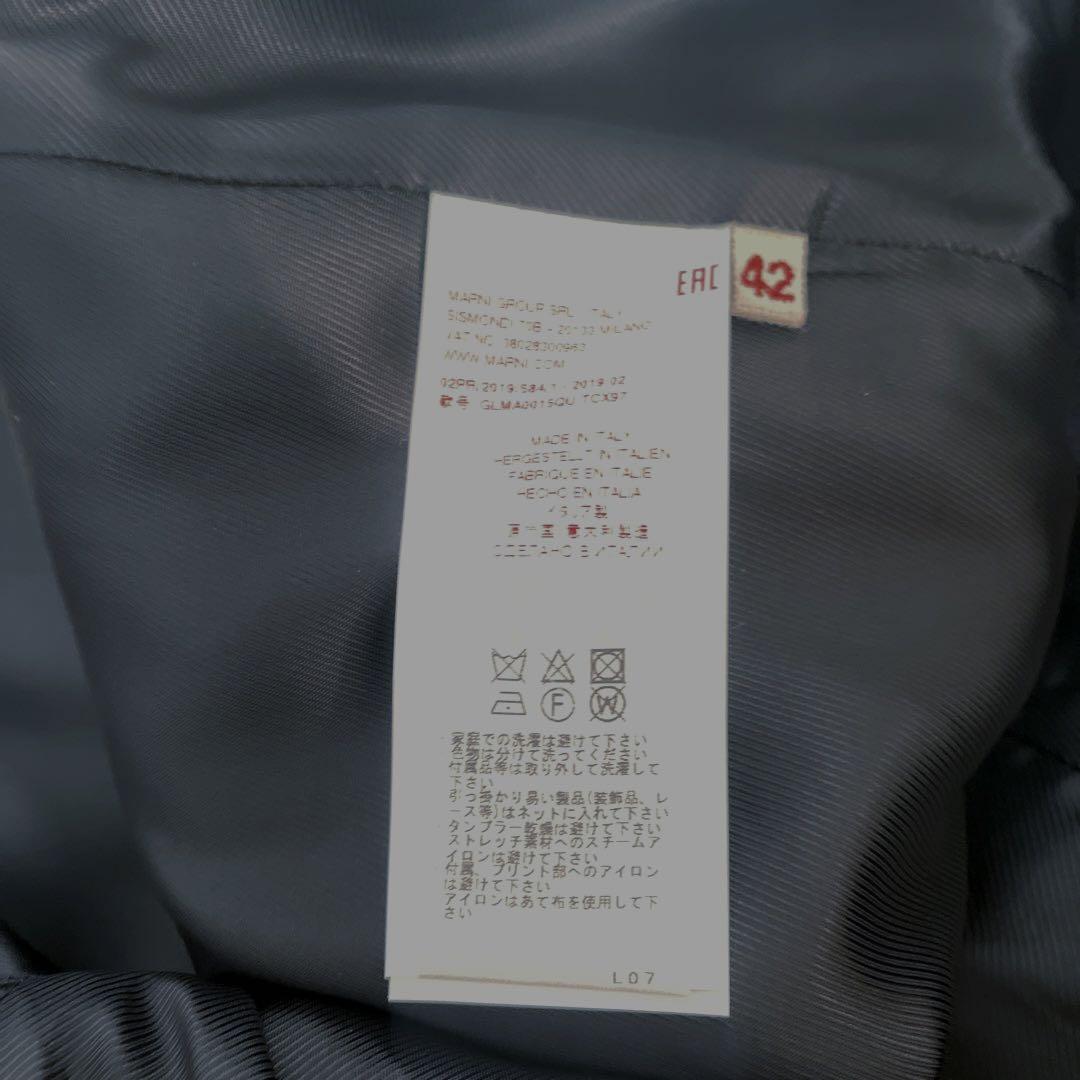 EAC
42
MARNI GROUP SRL ITALY
SISMONDI 70B - 20133 MILANO
VAT NO.
WWW.MARNI.COM
02PR.2019.S84.1 - 2019.02
款号 GLMA0015QU TCX97
MADE IN ITALY
HERGESTELLT IN ITALIEN
FABRIQUE EN ITALIE
HECHO EN ITALIA
イタリア製
原产国 意大利製造
СДЕЛАНО В ИТАЛИИ
F
W
家庭での洗濯は避けて下さい
色物は分けて洗ってください
付属品等は取り外して洗濯して
下さい
引っ掛かり易い製品(装飾品、レ
ース等)はネットに入れて下さい
タンブラー乾燥は避けて下さい
ストレッチ素材へのスチームア
イロンは避けて下さい
付属、プリント部へのアイロン
は避けて下さい
アイロンはあて布を使用して下
さい
L07